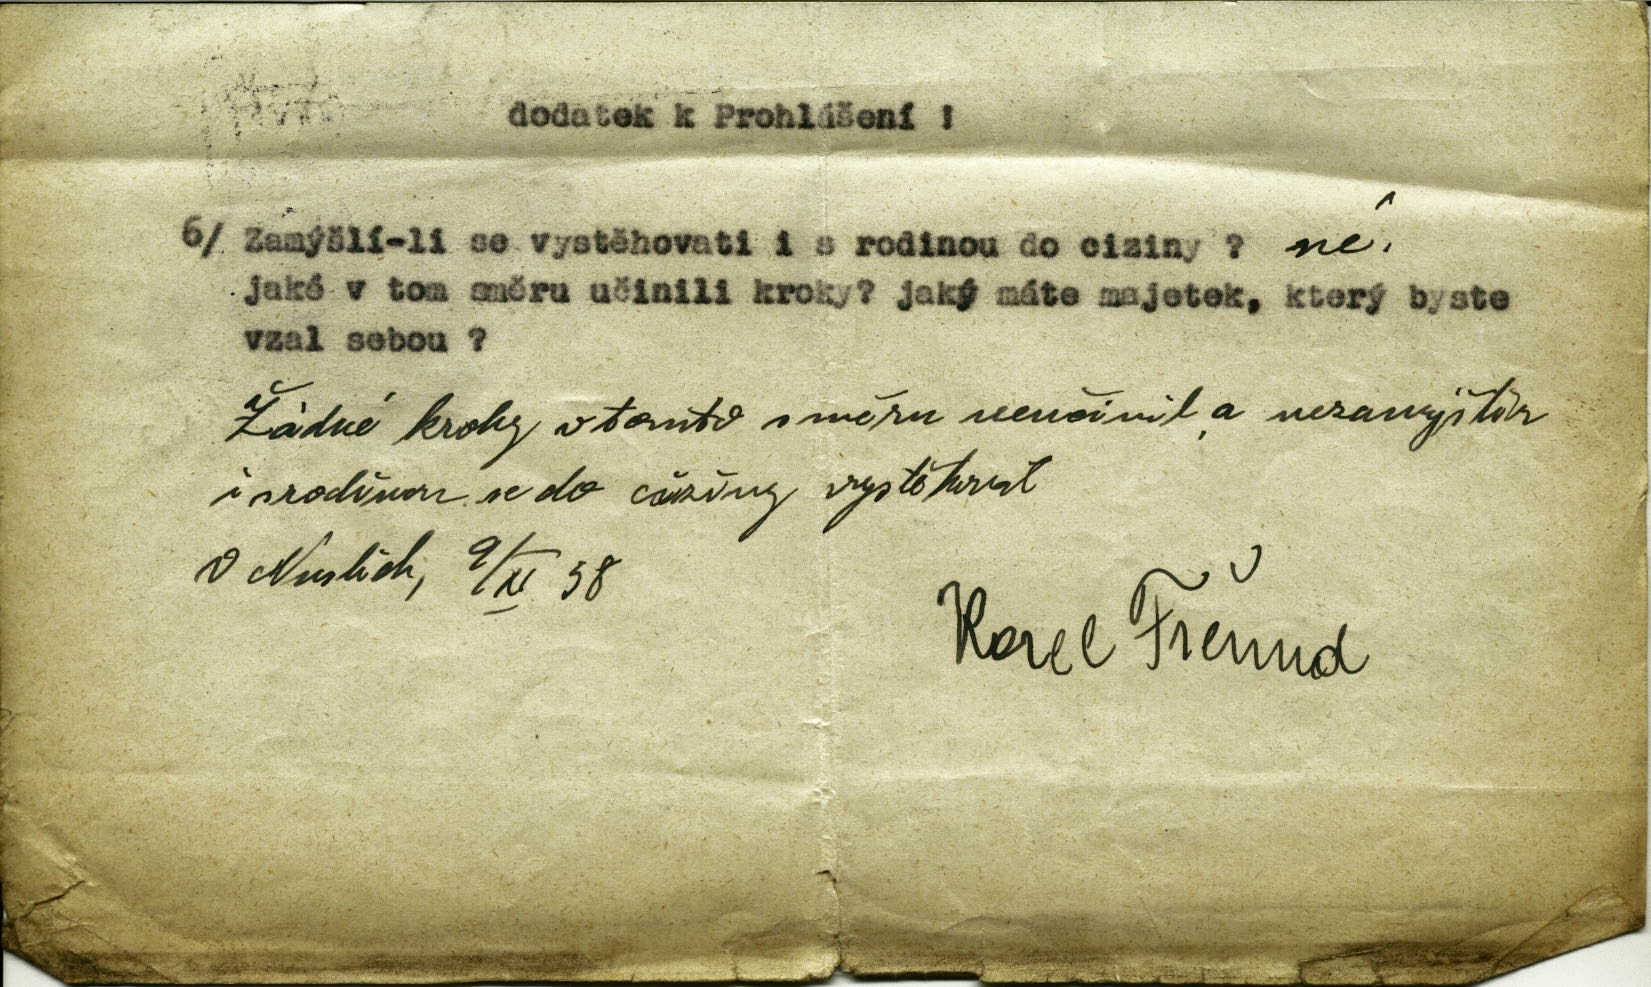 dodatek k Prohlášení !
6/ Zamýšlí-li se vystěhovati i s rodinou do ciziny ? né!
jaké v tom směru učinili kroky? jaký máte majetek, který byste
vzal sebou ?
Žádné kroky v tomto směru neučinil, a nezamýšlím
i s rodinou se do ciziny vystěhovat
V Nuslích, 9/XI 38
Karel Freund